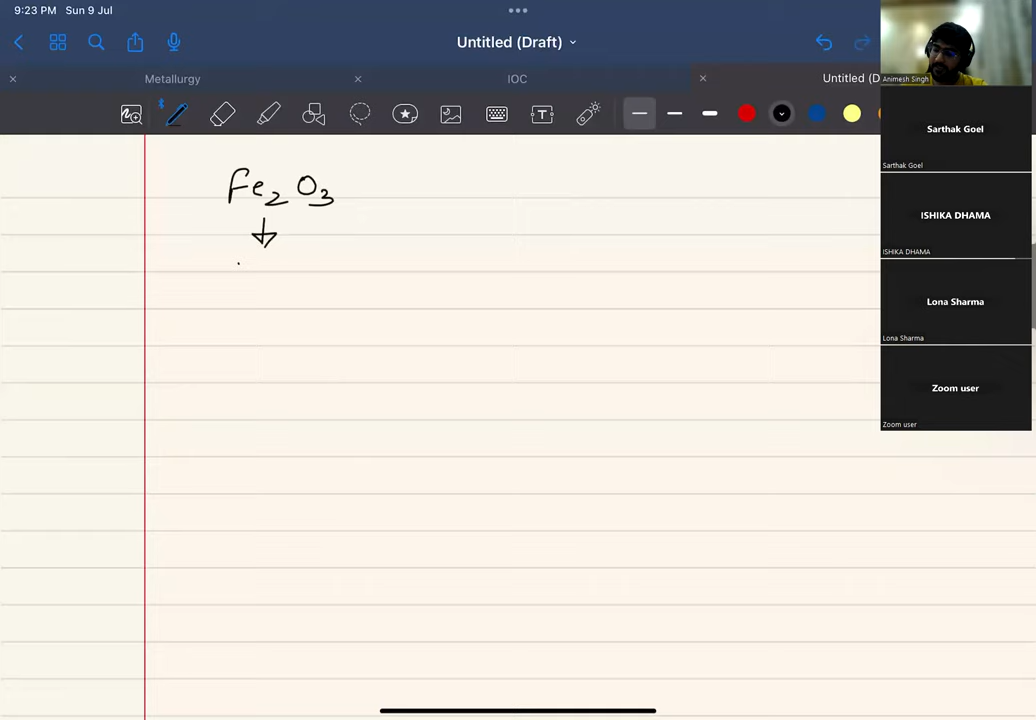 9:23 PM Sun 9 Jul
Untitled (Draft)
Metallurgy
IOC
Untitled (D
Animesh Singh
Sarthak Goel
Sarthak Goel
ISHIKA DHAMA
ISHIKA DHAMA
Lona Sharma
Lona Sharma
Zoom user
Zoom user
Fe₂O₃
↓